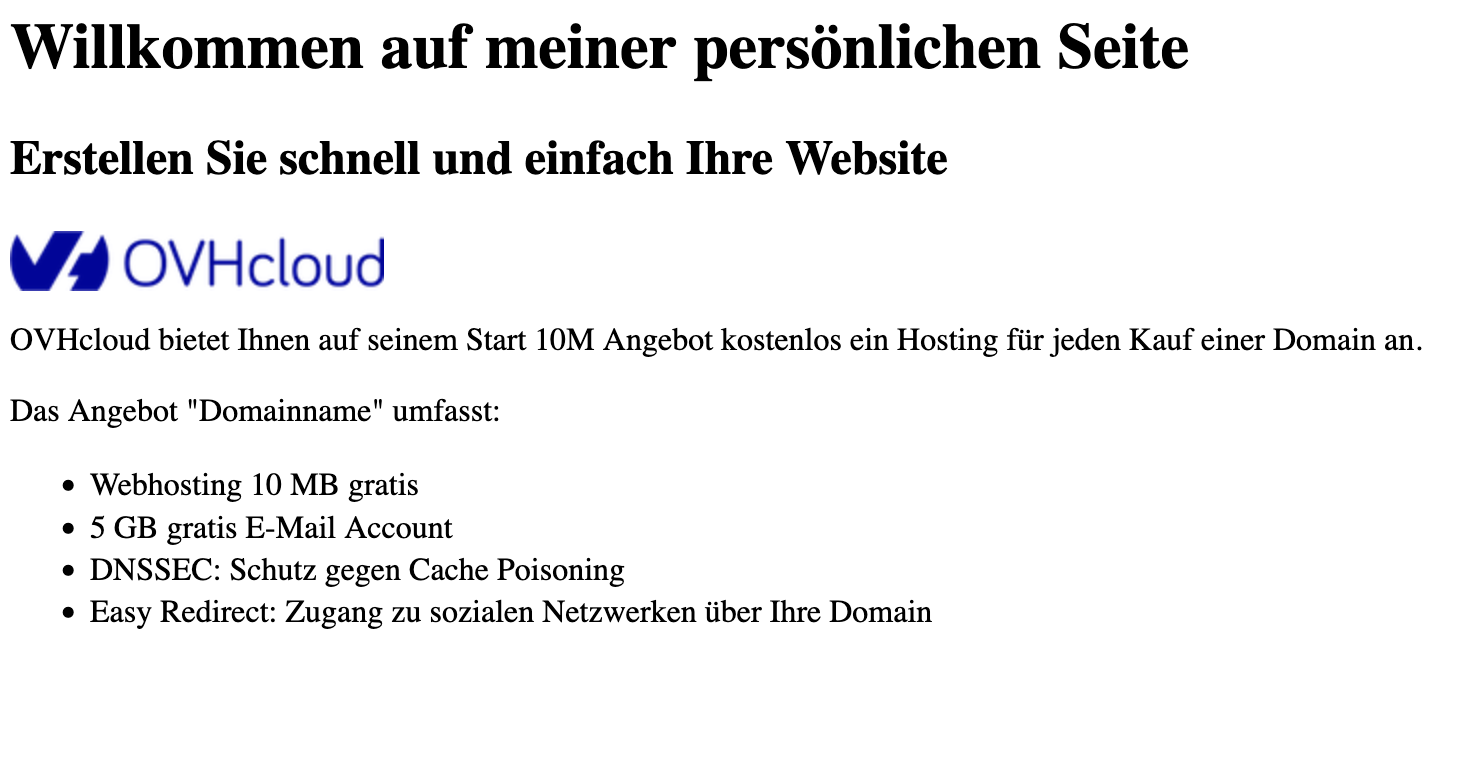 Willkommen auf meiner persönlichen Seite
Erstellen Sie schnell und einfach Ihre Website
OVHcloud
OVHcloud bietet Ihnen auf seinem Start 10M Angebot kostenlos ein Hosting für jeden Kauf einer Domain an.
Das Angebot "Domainname" umfasst:
• Webhosting 10 MB gratis
• 5 GB gratis E-Mail Account
• DNSSEC: Schutz gegen Cache Poisoning
• Easy Redirect: Zugang zu sozialen Netzwerken über Ihre Domain